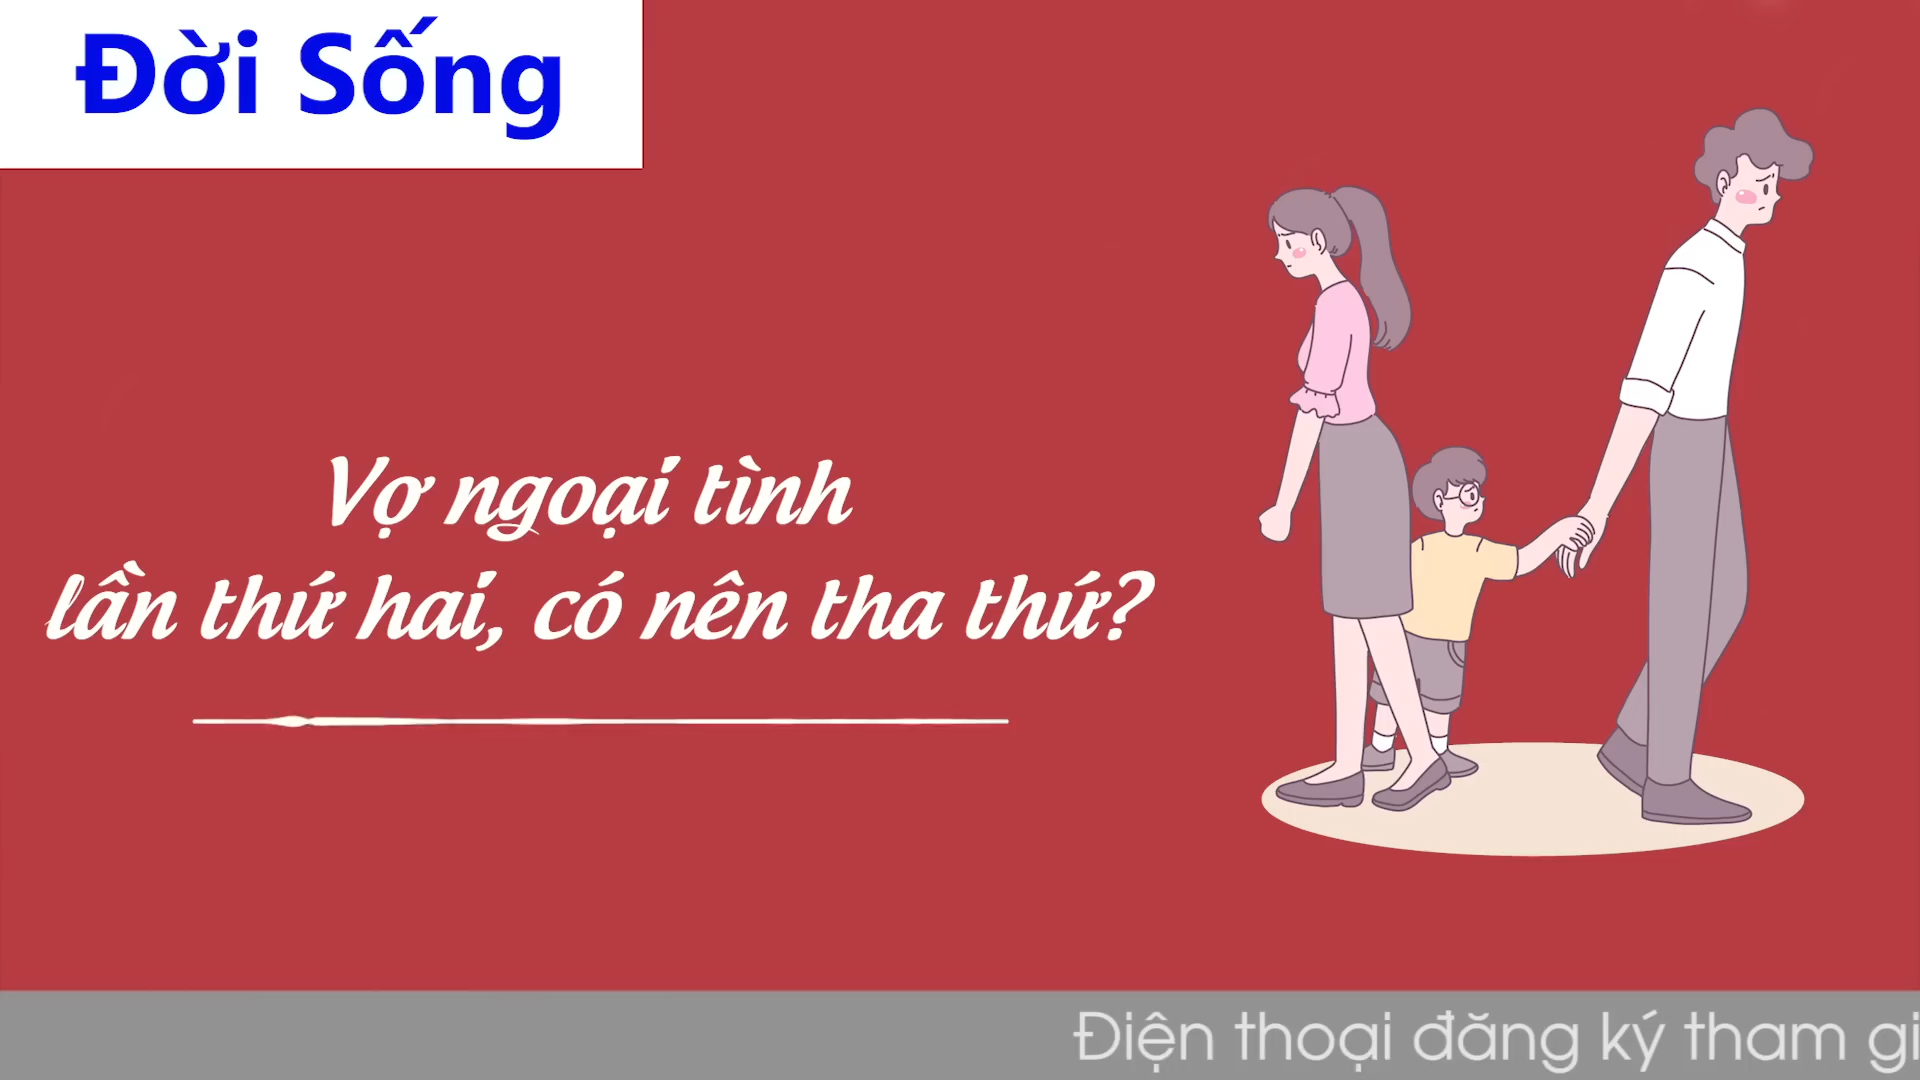 Đời Sống
Vợ ngoại tình
lần thứ hai, có nên tha thứ?
Điện thoại đăng ký tham